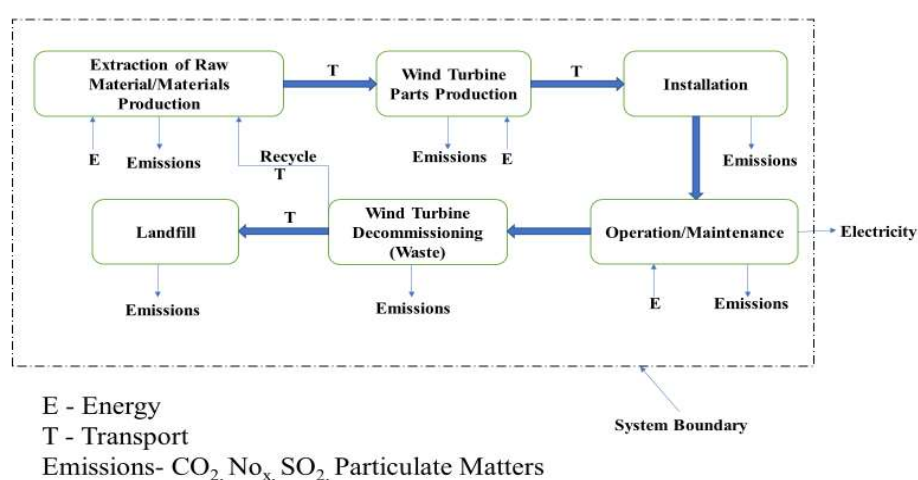 Extraction of Raw
Material/Materials
Production
T
Wind Turbine
Parts Production
T
Installation
E
Emissions
Emissions
E
Emissions
Recycle
T
Landfill
T
Wind Turbine
Decommissioning
(Waste)
Operation/Maintenance
Electricity
Emissions
Emissions
E
Emissions
System Boundary
E - Energy
T - Transport
Emissions- CO2, Nox, SO2, Particulate Matters